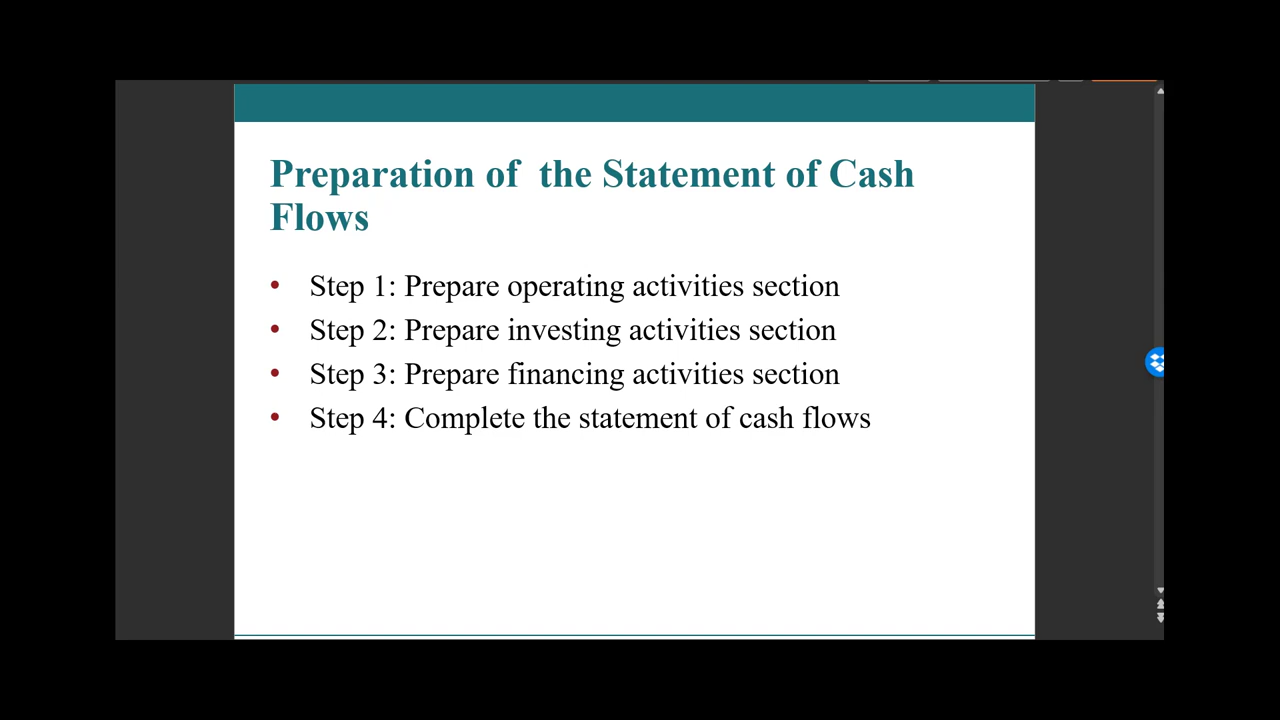 Preparation of  the Statement of Cash
Flows
• Step 1: Prepare operating activities section
• Step 2: Prepare investing activities section
• Step 3: Prepare financing activities section
• Step 4: Complete the statement of cash flows